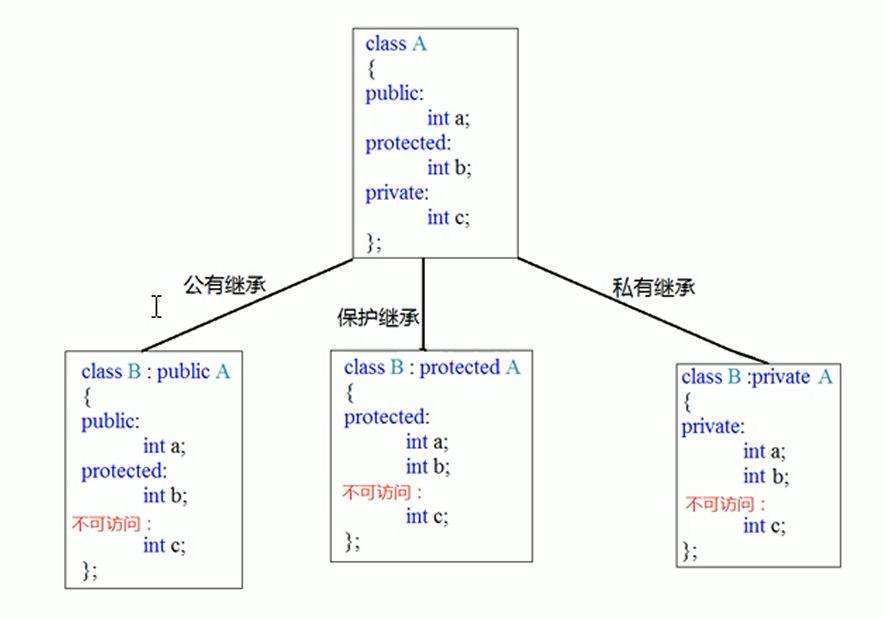 class A
{
public:
int a;
protected:
int b;
private:
int c;
};
公有继承
保护继承
私有继承
class B : public A
{
public:
int a;
protected:
int b;
不可访问：
int c;
};
class B : protected A
{
protected:
int a;
int b;
不可访问：
int c;
};
class B :private A
{
private:
int a;
int b;
不可访问：
int c;
};